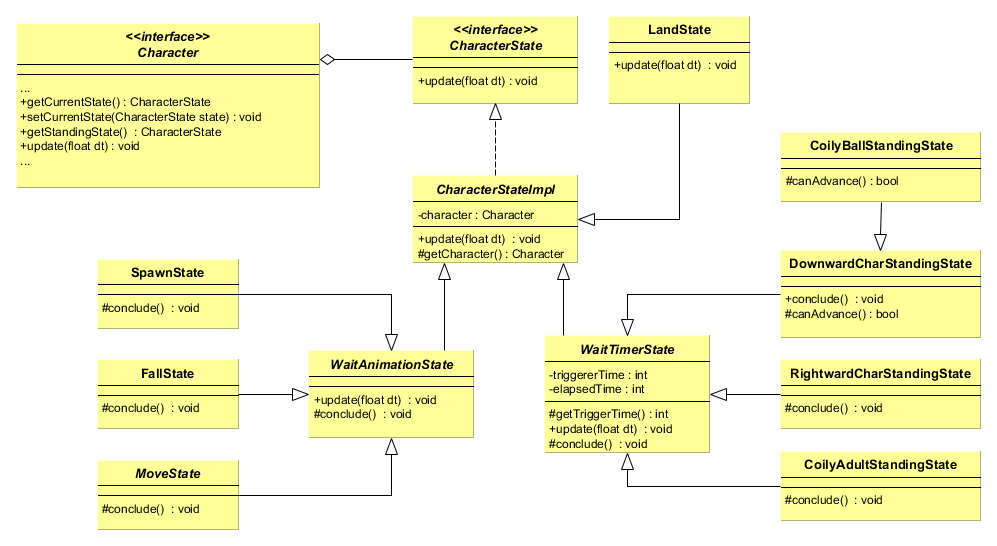 <<interface>>
Character
...
+getCurrentState() : CharacterState
+setCurrentState(CharacterState state) : void
+getStandingState() : CharacterState
+update(float dt) : void
...
<<interface>>
CharacterState
+update(float dt) : void
LandState
+update(float dt) : void
CharacterStateImpl
-character : Character
+update(float dt) : void
#getCharacter() : Character
CoilyBallStandingState
#canAdvance() : bool
DownwardCharStandingState
+conclude() : void
#canAdvance() : bool
SpawnState
#conclude() : void
FallState
#conclude() : void
MoveState
#conclude() : void
WaitAnimationState
+update(float dt) : void
#conclude() : void
WaitTimerState
-triggererTime : int
-elapsedTime : int
#getTriggerTime() : int
+update(float dt) : void
#conclude() : void
RightwardCharStandingState
#conclude() : void
CoilyAdultStandingState
#conclude() : void